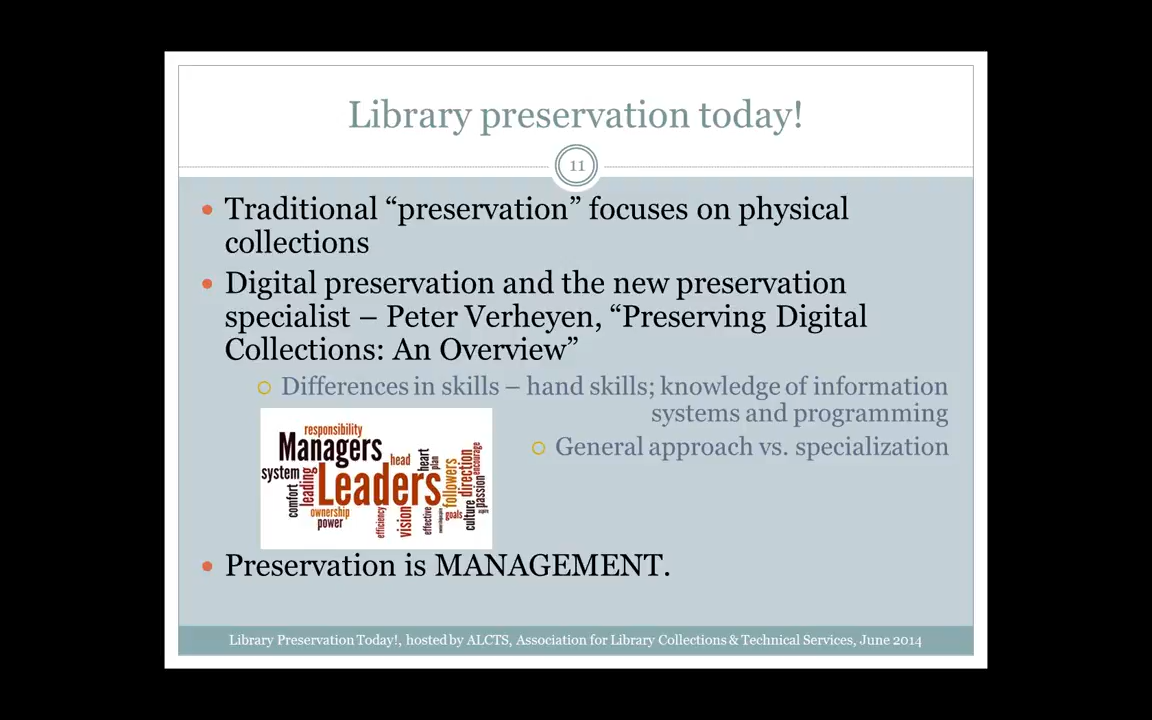 Library preservation today!
11
• Traditional “preservation” focuses on physical
collections
• Digital preservation and the new preservation
specialist – Peter Verheyen, “Preserving Digital
Collections: An Overview”
Differences in skills – hand skills; knowledge of information
systems and programming
General approach vs. specialization
responsibility
Managers
head
heart
plan
system
leading
comfort
Leaders
followers
direction
encourage
passion
ownership
power
efficiency
vision
effective
goals
culture
• Preservation is MANAGEMENT.
Library Preservation Today!, hosted by ALCTS, Association for Library Collections & Technical Services, June 2014